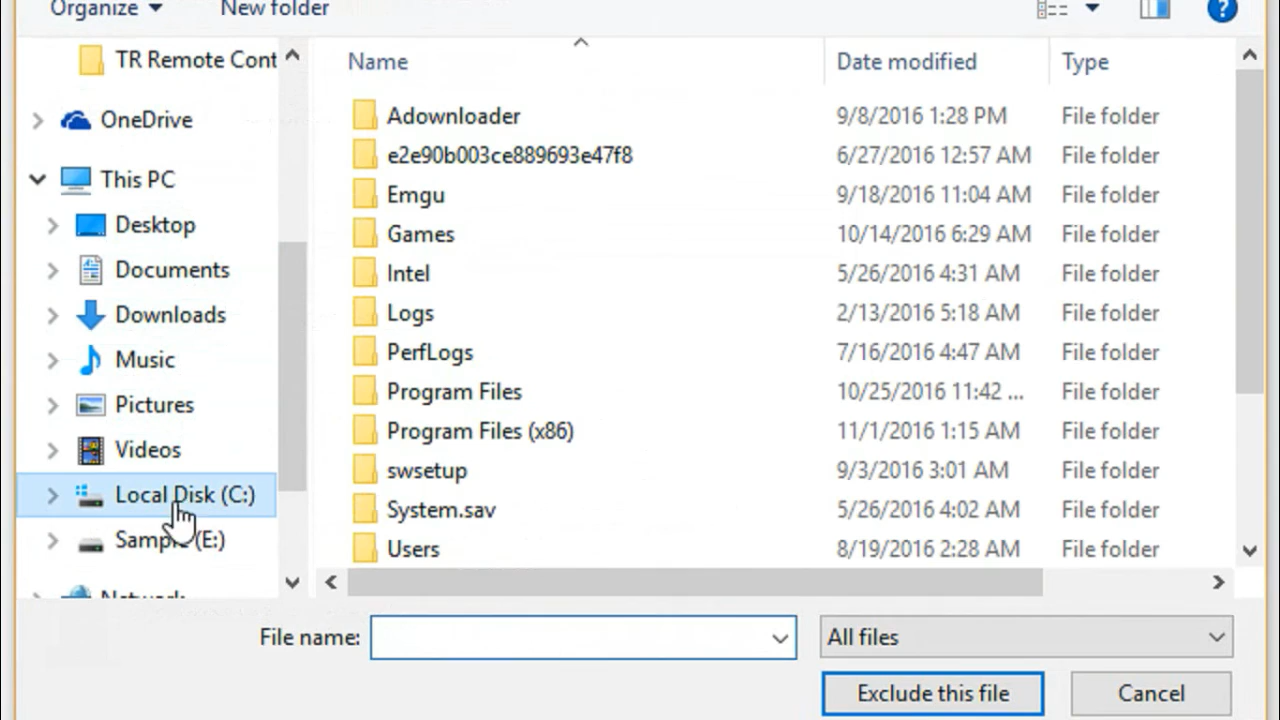 Organize
New folder
TR Remote Cont
OneDrive
This PC
Desktop
Documents
Downloads
Music
Pictures
Videos
Local Disk (C:)
Sample (E:)
Network
Name Date modified Type
Adownloader 9/8/2016 1:28 PM File folder
e2e90b003ce889693e47f8 6/27/2016 12:57 AM File folder
Emgu 9/18/2016 11:04 AM File folder
Games 10/14/2016 6:29 AM File folder
Intel 5/26/2016 4:31 AM File folder
Logs 2/13/2016 5:18 AM File folder
PerfLogs 7/16/2016 4:47 AM File folder
Program Files 10/25/2016 11:42 ... File folder
Program Files (x86) 11/1/2016 1:15 AM File folder
swsetup 9/3/2016 3:01 AM File folder
System.sav 5/26/2016 4:02 AM File folder
Users 8/19/2016 2:28 AM File folder
File name: All files
Exclude this file Cancel